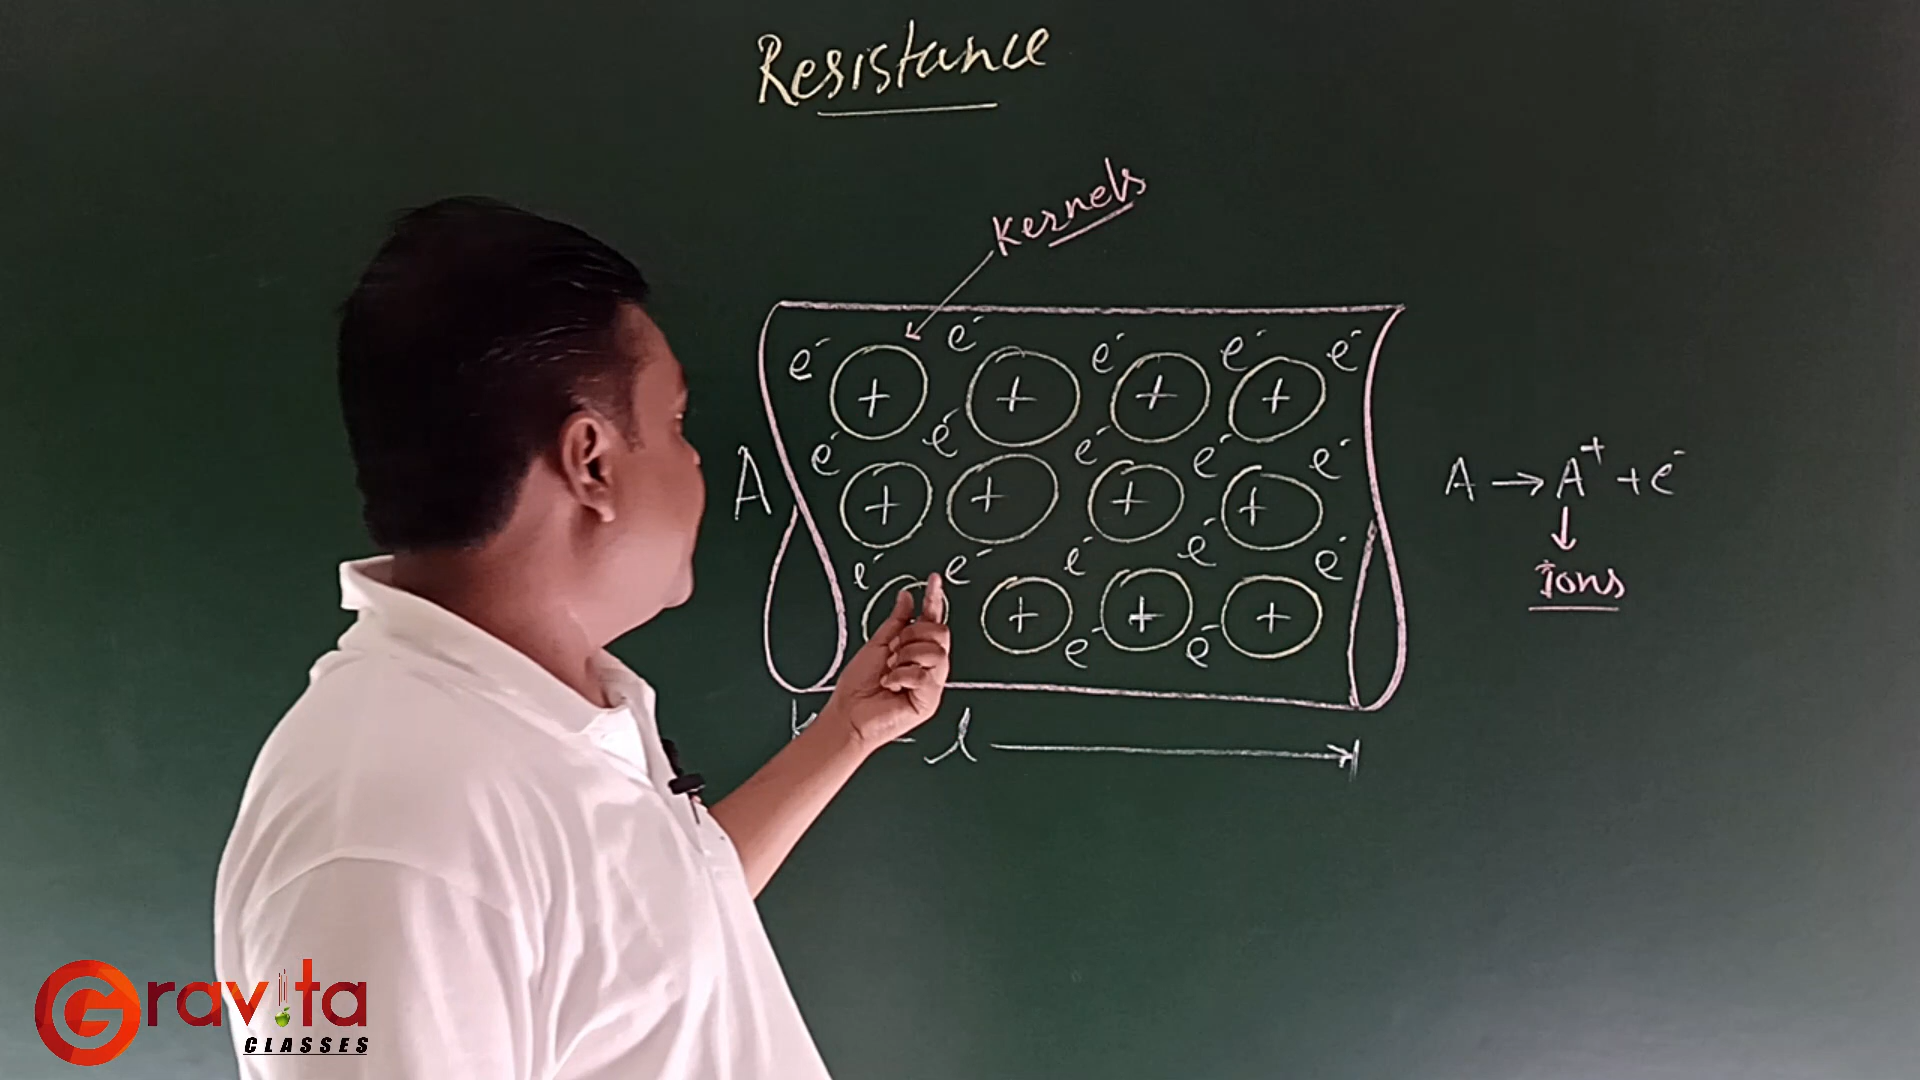 Resistance
Kernels
e⁻ e⁻ e⁻ e⁻ e⁻
+ + + +
e⁻ e⁻ e⁻ e⁻ e⁻
A + + + + A → A⁺ + e⁻
ions
e⁻ e⁻ e⁻ e⁻ e⁻
+ + +
e⁻ e⁻
l
Gravita
CLASSES